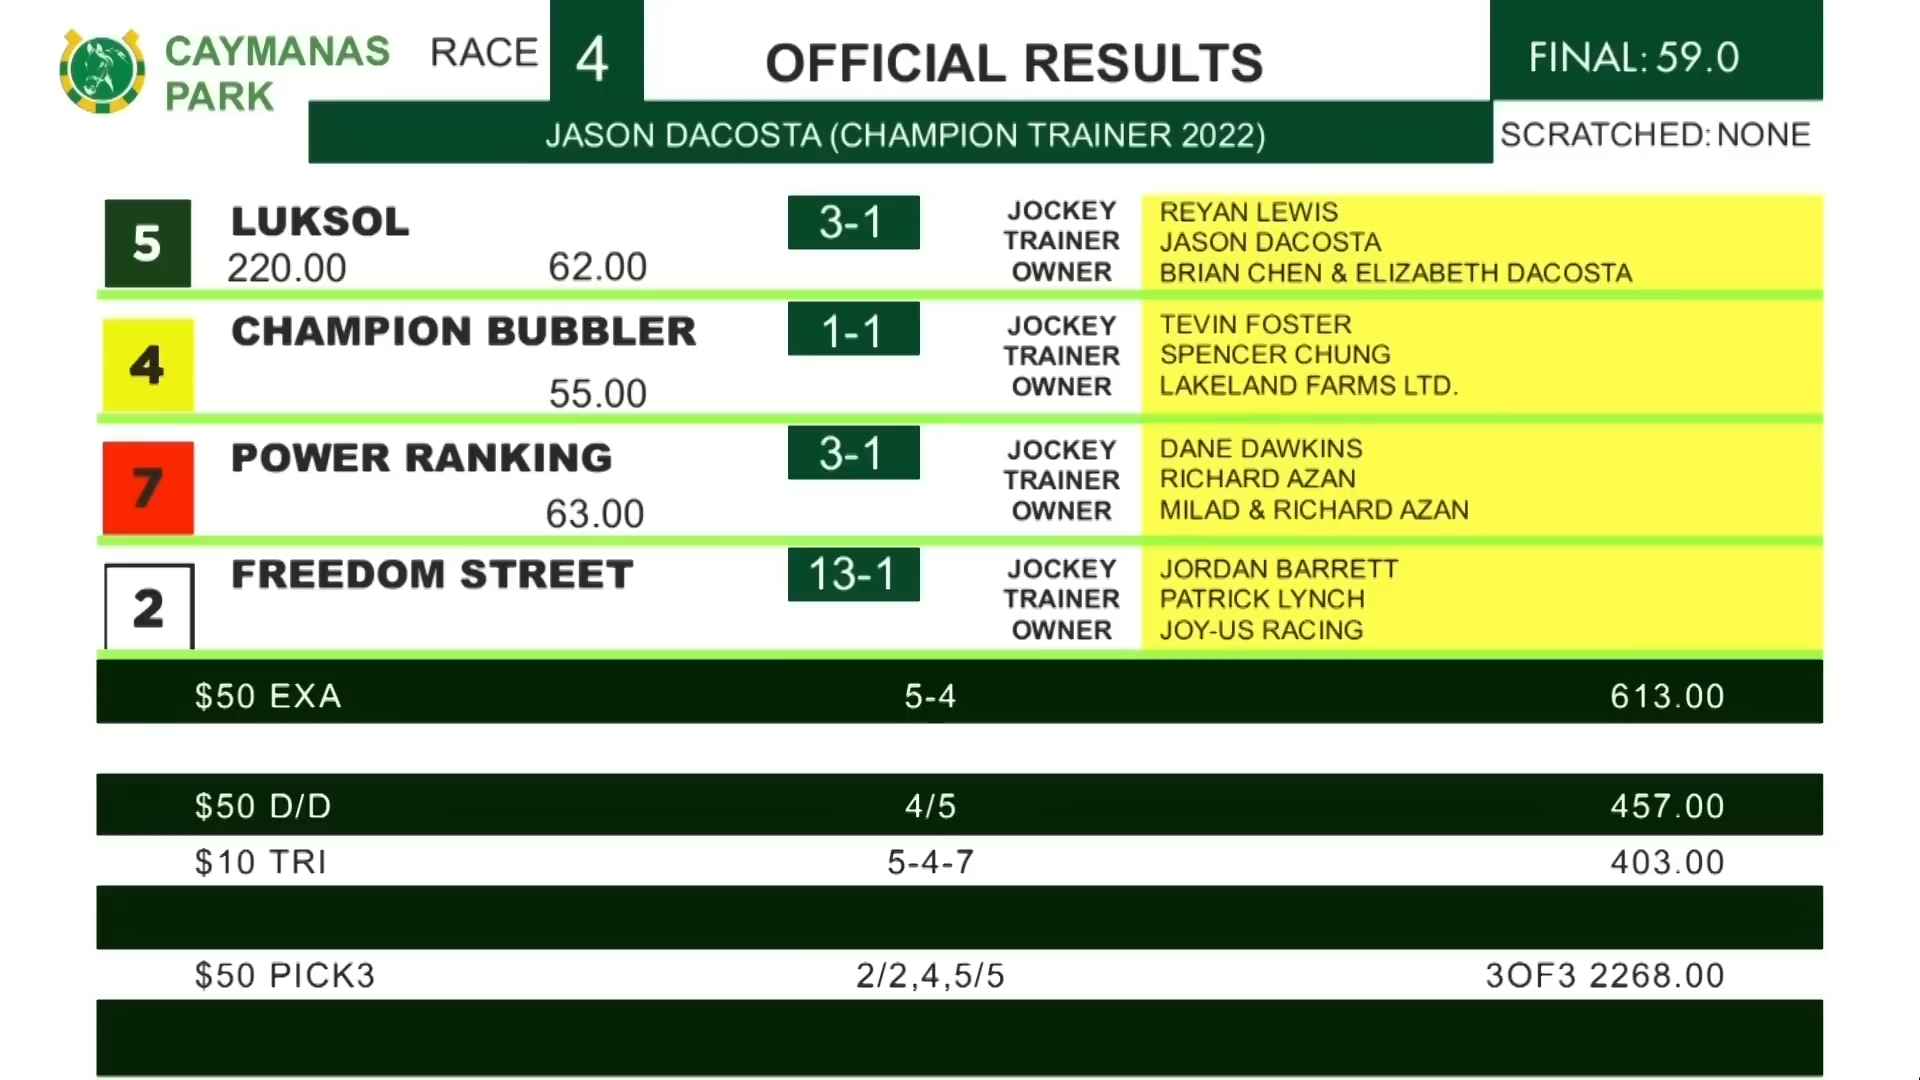 CAYMANAS PARK
RACE 4
OFFICIAL RESULTS
FINAL: 59.0
JASON DACOSTA (CHAMPION TRAINER 2022)
SCRATCHED: NONE
5 LUKSOL 3-1
220.00 62.00
JOCKEY REYAN LEWIS
TRAINER JASON DACOSTA
OWNER BRIAN CHEN & ELIZABETH DACOSTA
4 CHAMPION BUBBLER 1-1
55.00
JOCKEY TEVIN FOSTER
TRAINER SPENCER CHUNG
OWNER LAKELAND FARMS LTD.
7 POWER RANKING 3-1
63.00
JOCKEY DANE DAWKINS
TRAINER RICHARD AZAN
OWNER MILAD & RICHARD AZAN
2 FREEDOM STREET 13-1
JOCKEY JORDAN BARRETT
TRAINER PATRICK LYNCH
OWNER JOY-US RACING
$50 EXA 5-4 613.00
$50 D/D 4/5 457.00
$10 TRI 5-4-7 403.00
$50 PICK3 2/2,4,5/5 3OF3 2268.00